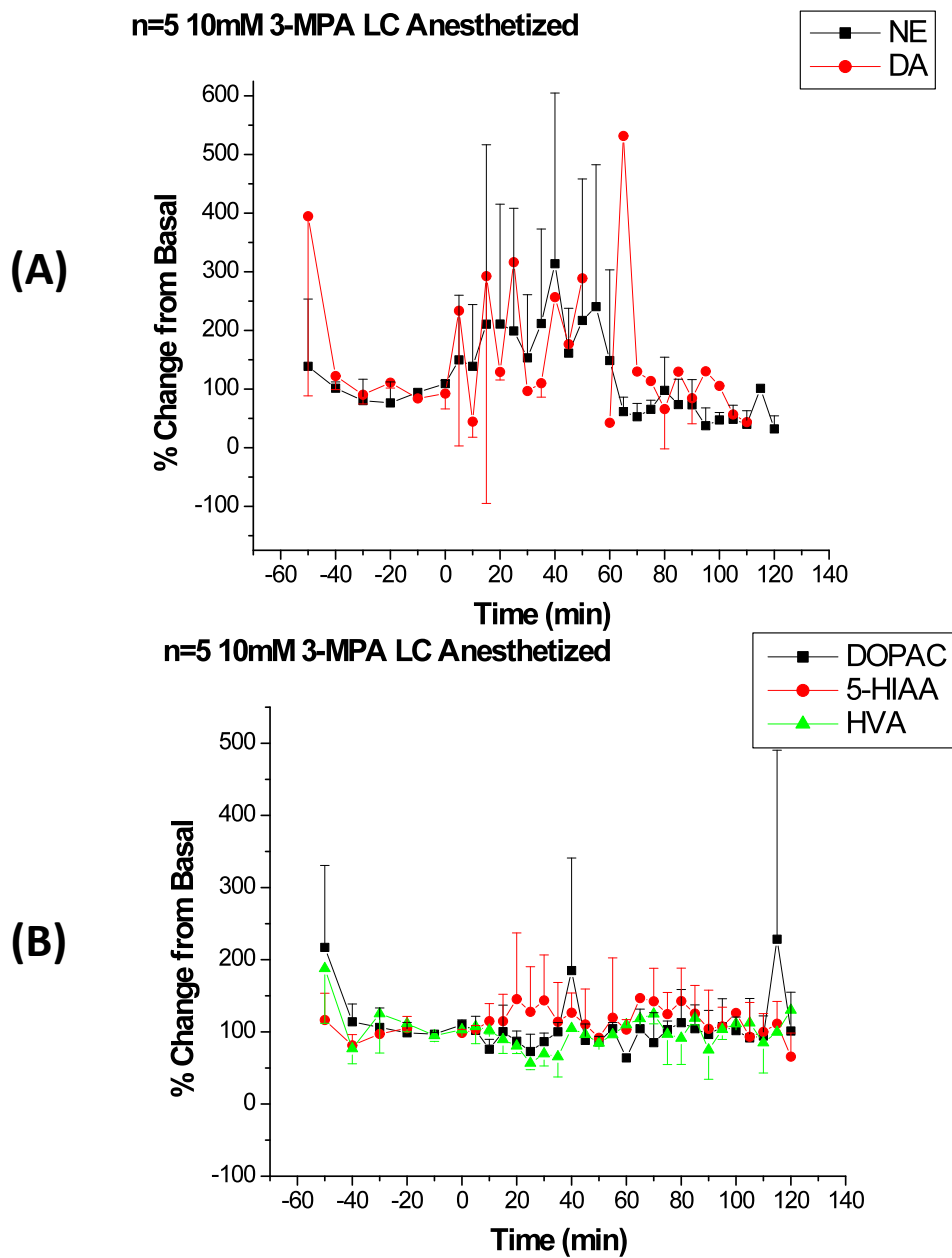 n=5 10mM 3-MPA LC Anesthetized
NE
DA
(A)
% Change from Basal
600
500
400
300
200
100
0
-100
-60 -40 -20 0 20 40 60 80 100 120 140
Time (min)
n=5 10mM 3-MPA LC Anesthetized
DOPAC
5-HIAA
HVA
(B)
% Change from Basal
500
400
300
200
100
0
-100
-60 -40 -20 0 20 40 60 80 100 120 140
Time (min)